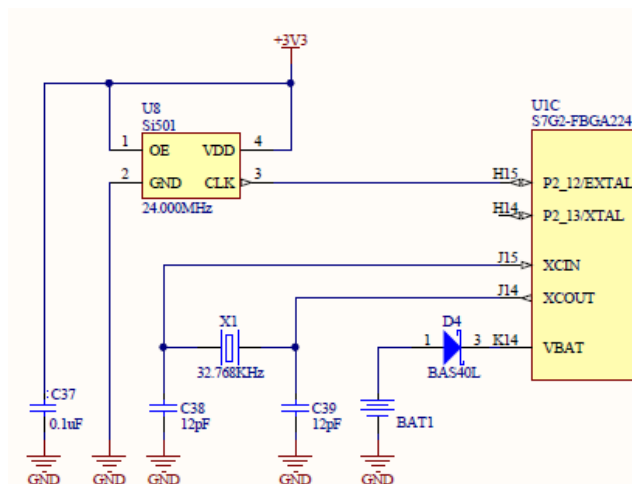 +3V3
U8
Si501
1 OE VDD 4
2 GND CLK 3
24.000MHz
U1C
S7G2-FBGA224
H15 P2_12/EXTAL
H14 P2_13/XTAL
J15 XCIN
J14 XCOUT
X1
32.768KHz
D4
1 3 K14 VBAT
BAS40L
C37
0.1uF
C38
12pF
C39
12pF
BAT1
GND GND GND GND GND